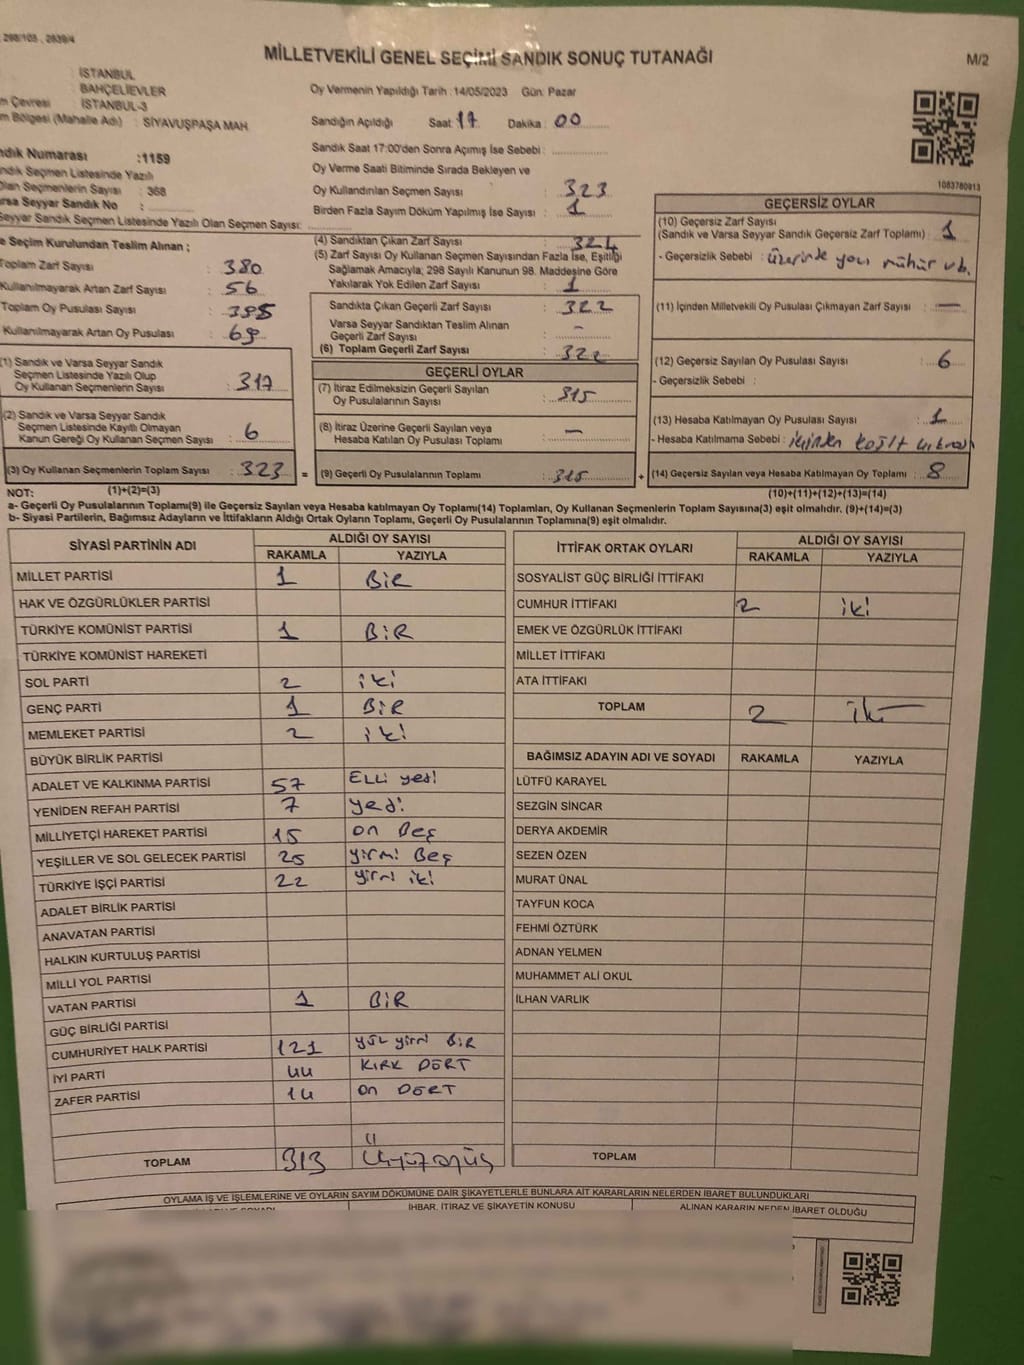 298/105 , 2839/4
MİLLETVEKİLİ GENEL SEÇİMİ SANDIK SONUÇ TUTANAĞI
M/2
: İSTANBUL
: BAHÇELİEVLER
m Çevresi : İSTANBUL-3
m Bölgesi (Mahalle Adı) : SİYAVUŞPAŞA MAH.
Oy Vermenin Yapıldığı Tarih :14/05/2023 Gün: Pazar
Sandığın Açıldığı Saat :17 Dakika : 00
Sandık Saat 17:00'den Sonra Açımış İse Sebebi :
Oy Verme Saati Bitiminde Sırada Bekleyen ve
Oy Kullandırılan Seçmen Sayısı : 323
Birden Fazla Sayım Döküm Yapılmış İse Sayısı : 1
ndık Numarası :1159
ndık Seçmen Listesinde Yazılı
Olan Seçmenlerin Sayısı : 368
rsa Seyyar Sandık No :
Seyyar Sandık Seçmen Listesinde Yazılı Olan Seçmen Sayısı:
e Seçim Kurulundan Teslim Alınan ;
Toplam Zarf Sayısı : 380
Kullanılmayarak Artan Zarf Sayısı : 56
Toplam Oy Pusulası Sayısı :
Kullanılmayarak Artan Oy Pusulası : 69
(1) Sandık ve Varsa Seyyar Sandık
Seçmen Listesinde Yazılı Olup
Oy Kullanan Seçmenlerin Sayısı : 317
(2) Sandık ve Varsa Seyyar Sandık
Seçmen Listesinde Kayıtlı Olmayan
Kanun Gereği Oy Kullanan Seçmen Sayısı : 6
(3) Oy Kullanan Seçmenlerin Toplam Sayısı : 323
(4) Sandıktan Çıkan Zarf Sayısı : 324
(5) Zarf Sayısı Oy Kullanan Seçmen Sayısından Fazla İse, Eşitliği
Sağlamak Amacıyla; 298 Sayılı Kanunun 98. Maddesine Göre
Yakılarak Yok Edilen Zarf Sayısı : 1
Sandıkta Çıkan Geçerli Zarf Sayısı : 322
Varsa Seyyar Sandıktan Teslim Alınan
Geçerli Zarf Sayısı : -
(6) Toplam Geçerli Zarf Sayısı : 322
GEÇERLİ OYLAR
(7) İtiraz Edilmeksizin Geçerli Sayılan
Oy Pusulalarının Sayısı : 315
(8) İtiraz Üzerine Geçerli Sayılan veya
Hesaba Katılan Oy Pusulası Toplamı : -
= (9) Geçerli Oy Pusulalarının Toplamı : 315 +
1083780913
GEÇERSİZ OYLAR
(10) Geçersiz Zarf Sayısı
(Sandık ve Varsa Seyyar Sandık Geçersiz Zarf Toplamı) : 1
- Geçersizlik Sebebi : üzerinde yazı mühür vb.
(11) İçinden Milletvekili Oy Pusulası Çıkmayan Zarf Sayısı : -
(12) Geçersiz Sayılan Oy Pusulası Sayısı : 6
- Geçersizlik Sebebi :
(13) Hesaba Katılmayan Oy Pusulası Sayısı : 1
- Hesaba Katılmama Sebebi : içinden
(14) Geçersiz Sayılan veya Hesaba Katılmayan Oy Toplamı : 8
NOT: (1)+(2)=(3) (10)+(11)+(12)+(13)=(14)
a- Geçerli Oy Pusulalarının Toplamı(9) ile Geçersiz Sayılan veya Hesaba katılmayan Oy Toplamı(14) Toplamları, Oy Kullanan Seçmenlerin Toplam Sayısına(3) eşit olmalıdır. (9)+(14)=(3)
b- Siyasi Partilerin, Bağımsız Adayların ve İttifakların Aldığı Ortak Oyların Toplamı, Geçerli Oy Pusulalarının Toplamına(9) eşit olmalıdır.
SİYASİ PARTİNİN ADI ALDIĞI OY SAYISI
RAKAMLA YAZIYLA
MİLLET PARTİSİ 1 BİR
HAK VE ÖZGÜRLÜKLER PARTİSİ
TÜRKİYE KOMÜNİST PARTİSİ 1 BİR
TÜRKİYE KOMÜNİST HAREKETİ
SOL PARTİ 2 iki
GENÇ PARTİ 1 BİR
MEMLEKET PARTİSİ 2 iki
BÜYÜK BİRLİK PARTİSİ
ADALET VE KALKINMA PARTİSİ 57 ELLi yedi
YENİDEN REFAH PARTİSİ 7 yedi
MİLLİYETÇİ HAREKET PARTİSİ 15 on Beş
YEŞİLLER VE SOL GELECEK PARTİSİ 25 yirmi Beş
TÜRKİYE İŞÇİ PARTİSİ 22 yirmi iki
ADALET BİRLİK PARTİSİ
ANAVATAN PARTİSİ
HALKIN KURTULUŞ PARTİSİ
MİLLİ YOL PARTİSİ
VATAN PARTİSİ 1 BİR
GÜÇ BİRLİĞİ PARTİSİ
CUMHURİYET HALK PARTİSİ 121 yüz yirmi BİR
İYİ PARTİ 44 KIRK DÖRT
ZAFER PARTİSİ 14 on DÖRT
TOPLAM 313 üçyüzonüç
İTTİFAK ORTAK OYLARI ALDIĞI OY SAYISI
RAKAMLA YAZIYLA
SOSYALİST GÜÇ BİRLİĞİ İTTİFAKI
CUMHUR İTTİFAKI 2 iki
EMEK VE ÖZGÜRLÜK İTTİFAKI
MİLLET İTTİFAKI
ATA İTTİFAKI
TOPLAM 2 iki
BAĞIMSIZ ADAYIN ADI VE SOYADI RAKAMLA YAZIYLA
LÜTFÜ KARAYEL
SEZGİN SİNCAR
DERYA AKDEMİR
SEZEN ÖZEN
MURAT ÜNAL
TAYFUN KOCA
FEHMİ ÖZTÜRK
ADNAN YELMEN
MUHAMMET ALİ OKUL
İLHAN VARLIK
TOPLAM
OYLAMA İŞ VE İŞLEMLERİNE VE OYLARIN SAYIM DÖKÜMÜNE DAİR ŞİKAYETLERLE BUNLARA AİT KARARLARIN NELERDEN İBARET BULUNDUKLARI
İHBAR, İTİRAZ VE ŞİKAYETİN KONUSU ALINAN KARARIN NEDEN İBARET OLDUĞU